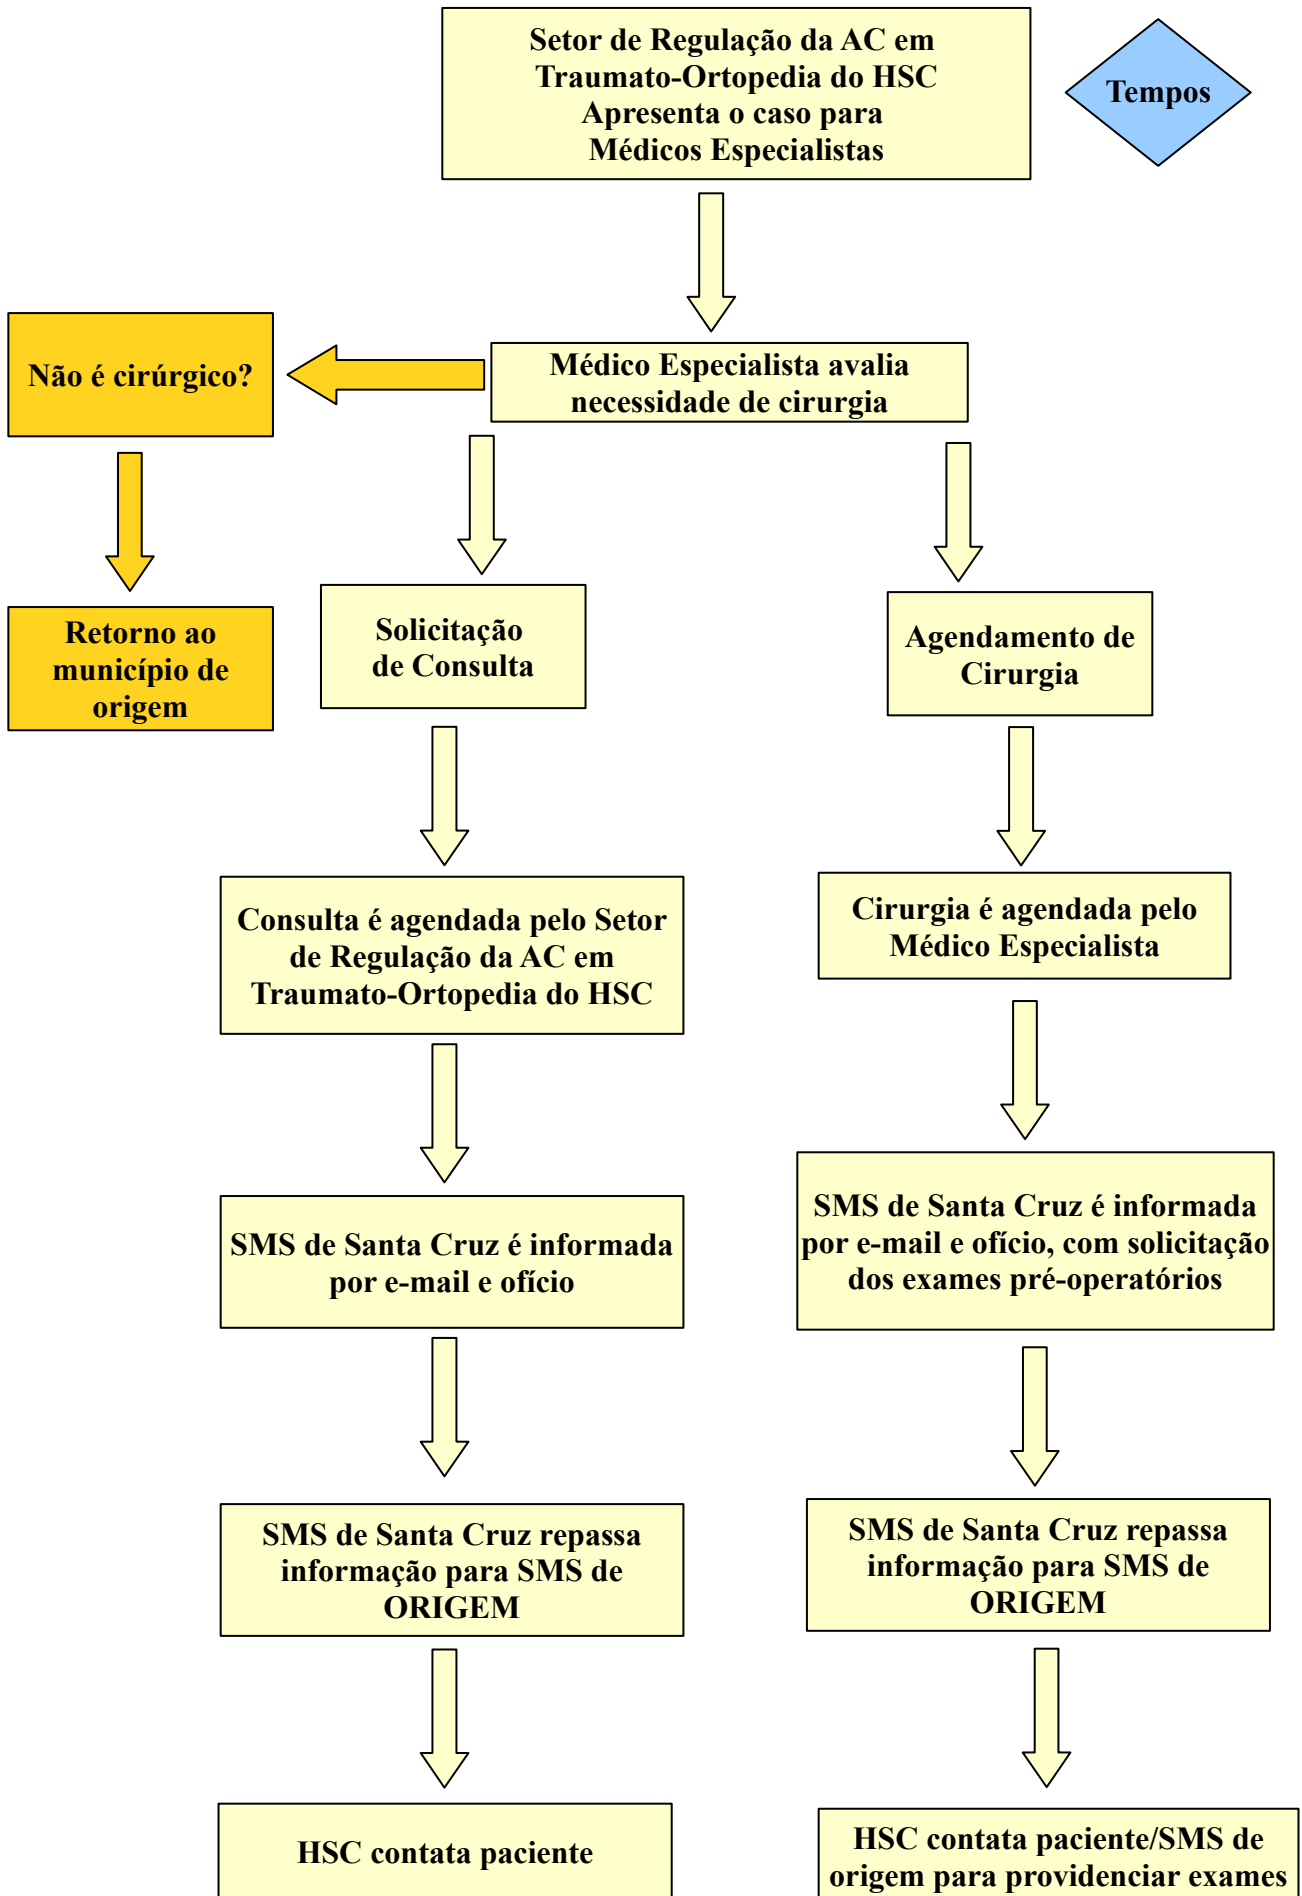 Setor de Regulação da AC em
Traumato-Ortopedia do HSC
Apresenta o caso para
Médicos Especialistas
Tempos
Não é cirúrgico?
Médico Especialista avalia
necessidade de cirurgia
Retorno ao
município de
origem
Solicitação
de Consulta
Agendamento de
Cirurgia
Consulta é agendada pelo Setor
de Regulação da AC em
Traumato-Ortopedia do HSC
Cirurgia é agendada pelo
Médico Especialista
SMS de Santa Cruz é informada
por e-mail e ofício
SMS de Santa Cruz é informada
por e-mail e ofício, com solicitação
dos exames pré-operatórios
SMS de Santa Cruz repassa
informação para SMS de
ORIGEM
SMS de Santa Cruz repassa
informação para SMS de
ORIGEM
HSC contata paciente
HSC contata paciente/SMS de
origem para providenciar exames